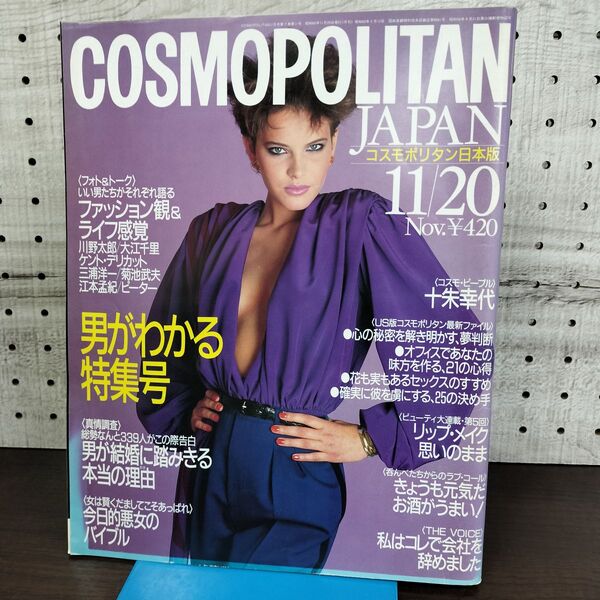 COSMOPOLITAN
JAPAN
コスモポリタン日本版
11/20
Nov.¥420
〈フォト&トーク〉
いい男たちがそれぞれ語る
ファッション観&
ライフ感覚
川野太郎/大江千里
ケント・デリカット
三浦洋一/菊池武夫
江本孟紀/ピーター
〈コスモ・ピープル〉
十朱幸代
男がわかる
特集号
〈US版コスモポリタン最新ファイル〉
●心の秘密を解き明かす、夢判断
●オフィスであなたの
味方を作る、21の心得
●花も実もあるセックスのすすめ
●確実に彼を虜にする、25の決め手
〈ビューティ大連載・第5回〉
リップ・メイク
思いのまま
〈真情調査〉
総勢なんと339人がこの際告白
男が結婚に踏みきる
本当の理由
〈呑んべえたちからのラブ・コール〉
きょうも元気だ
お酒がうまい!
〈女は賢くだましてこそあっぱれ〉
今日的悪女の
バイブル
〈THE VOICE〉
私はコレで会社を
辞めました